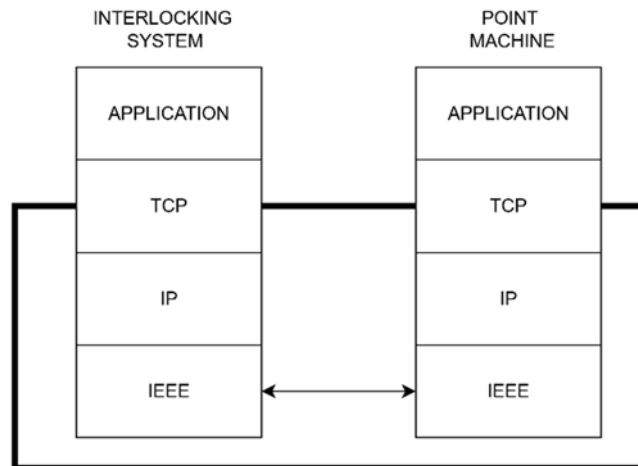 INTERLOCKING
SYSTEM
POINT
MACHINE
APPLICATION
APPLICATION
TCP
TCP
IP
IP
IEEE
IEEE